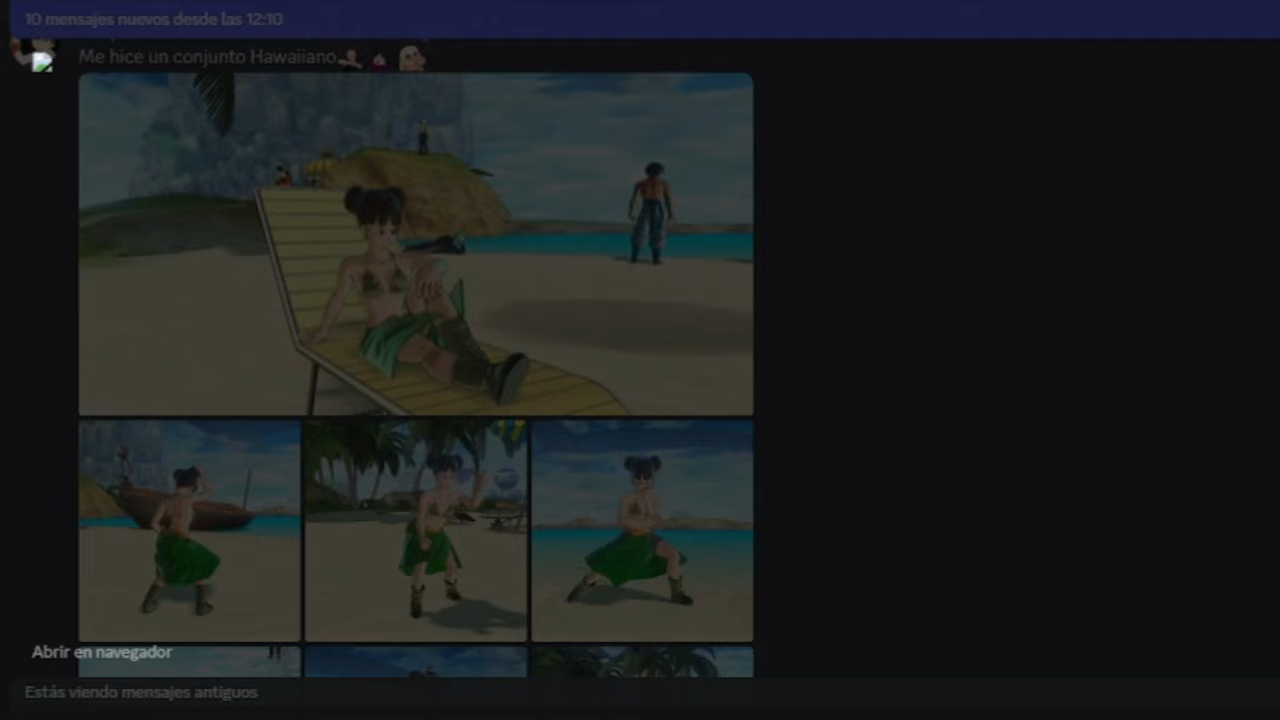 10 mensajes nuevos desde las 12:10
Me hice un conjunto Hawaiiano
Abrir en navegador
Estás viendo mensajes antiguos